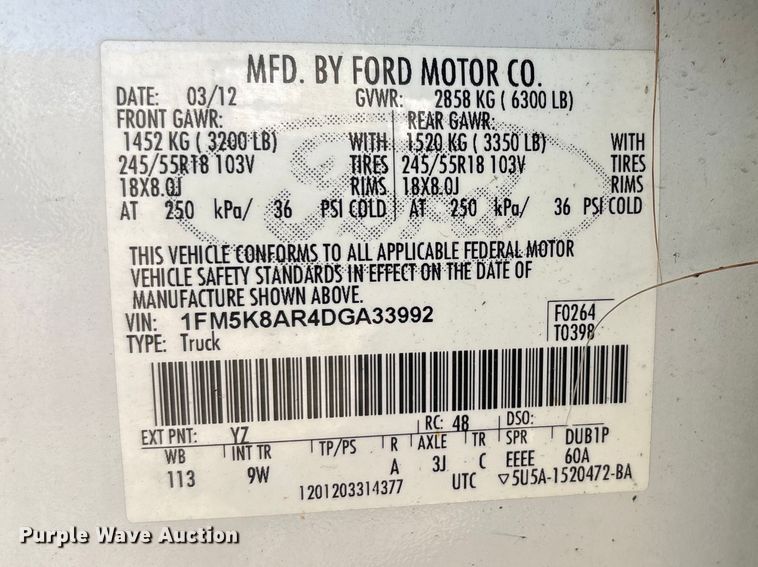 MFD. BY FORD MOTOR CO.
DATE: 03/12 GVWR: 2858 KG ( 6300 LB)
FRONT GAWR: REAR GAWR:
1452 KG ( 3200 LB) WITH 1520 KG ( 3350 LB) WITH
245/55R18 103V TIRES 245/55R18 103V TIRES
18X8.0J RIMS 18X8.0J RIMS
AT 250 kPa/ 36 PSI COLD AT 250 kPa/ 36 PSI COLD
Ford
THIS VEHICLE CONFORMS TO ALL APPLICABLE FEDERAL MOTOR
VEHICLE SAFETY STANDARDS IN EFFECT ON THE DATE OF
MANUFACTURE SHOWN ABOVE.
VIN: 1FM5K8AR4DGA33992 F0264
TYPE: Truck T0398
EXT PNT: YZ RC: 48 DSO:
WB INT TR TP/PS R AXLE TR SPR DUB1P
113 9W A 3J C EEEE 60A
1201203314377 UTC ▽5U5A-1520472-BA
Purple Wave Auction